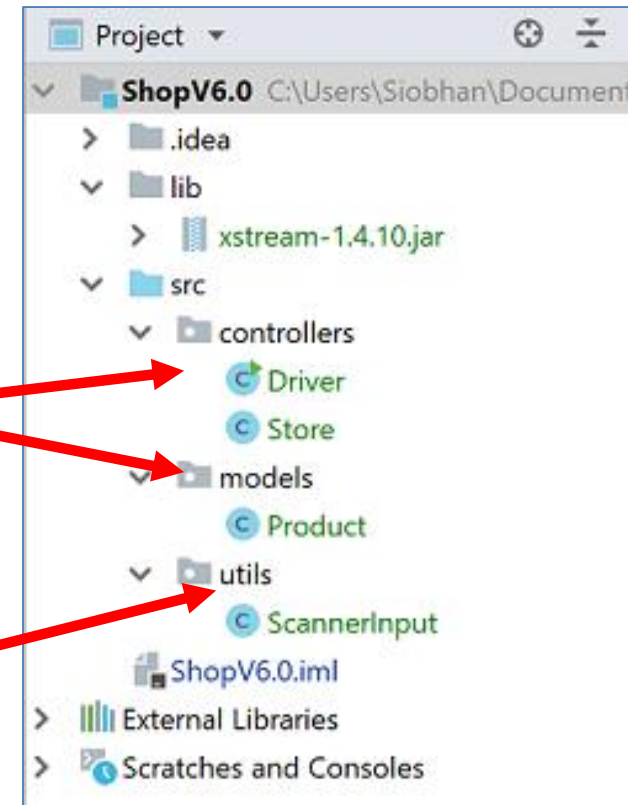 Project
ShopV6.0 C:\Users\Siobhan\Document
.idea
lib
xstream-1.4.10.jar
src
controllers
Driver
Store
models
Product
utils
ScannerInput
ShopV6.0.iml
External Libraries
Scratches and Consoles